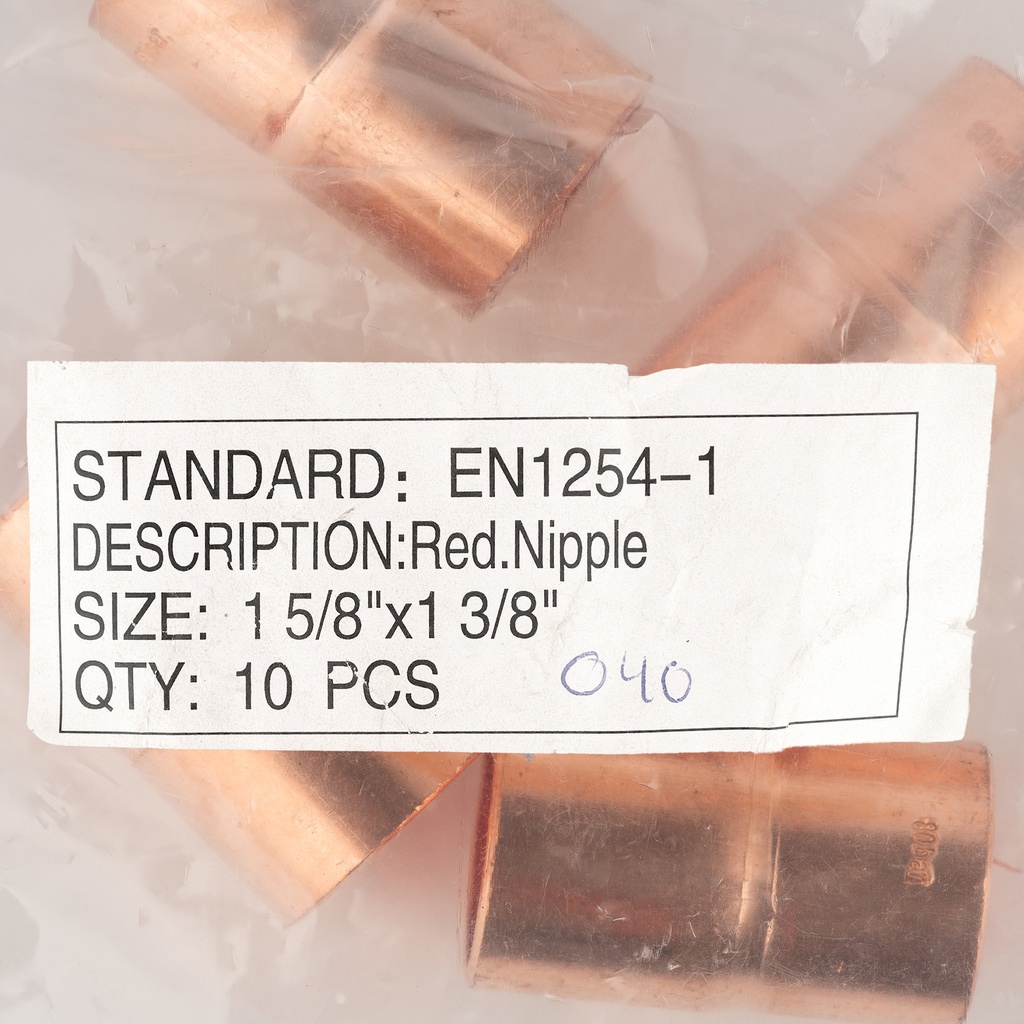 STANDARD: EN1254-1
DESCRIPTION:Red.Nipple
SIZE: 1 5/8"x1 3/8"
QTY: 10 PCS 040